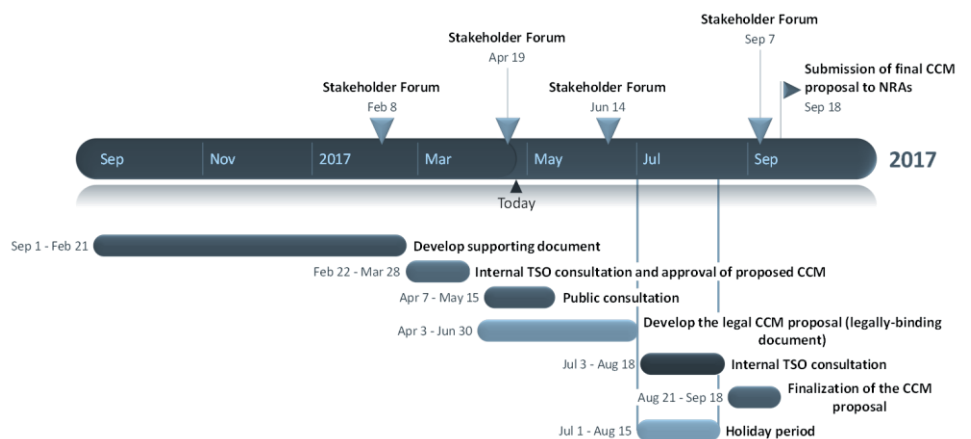 Stakeholder Forum
Sep 7
Stakeholder Forum
Apr 19
Submission of final CCM
proposal to NRAs
Sep 18
Stakeholder Forum
Feb 8
Stakeholder Forum
Jun 14
Sep Nov 2017 Mar May Jul Sep 2017
Today
Sep 1 - Feb 21 Develop supporting document
Feb 22 - Mar 28 Internal TSO consultation and approval of proposed CCM
Apr 7 - May 15 Public consultation
Apr 3 - Jun 30 Develop the legal CCM proposal (legally-binding
document)
Jul 3 - Aug 18 Internal TSO consultation
Aug 21 - Sep 18 Finalization of the CCM
proposal
Jul 1 - Aug 15 Holiday period